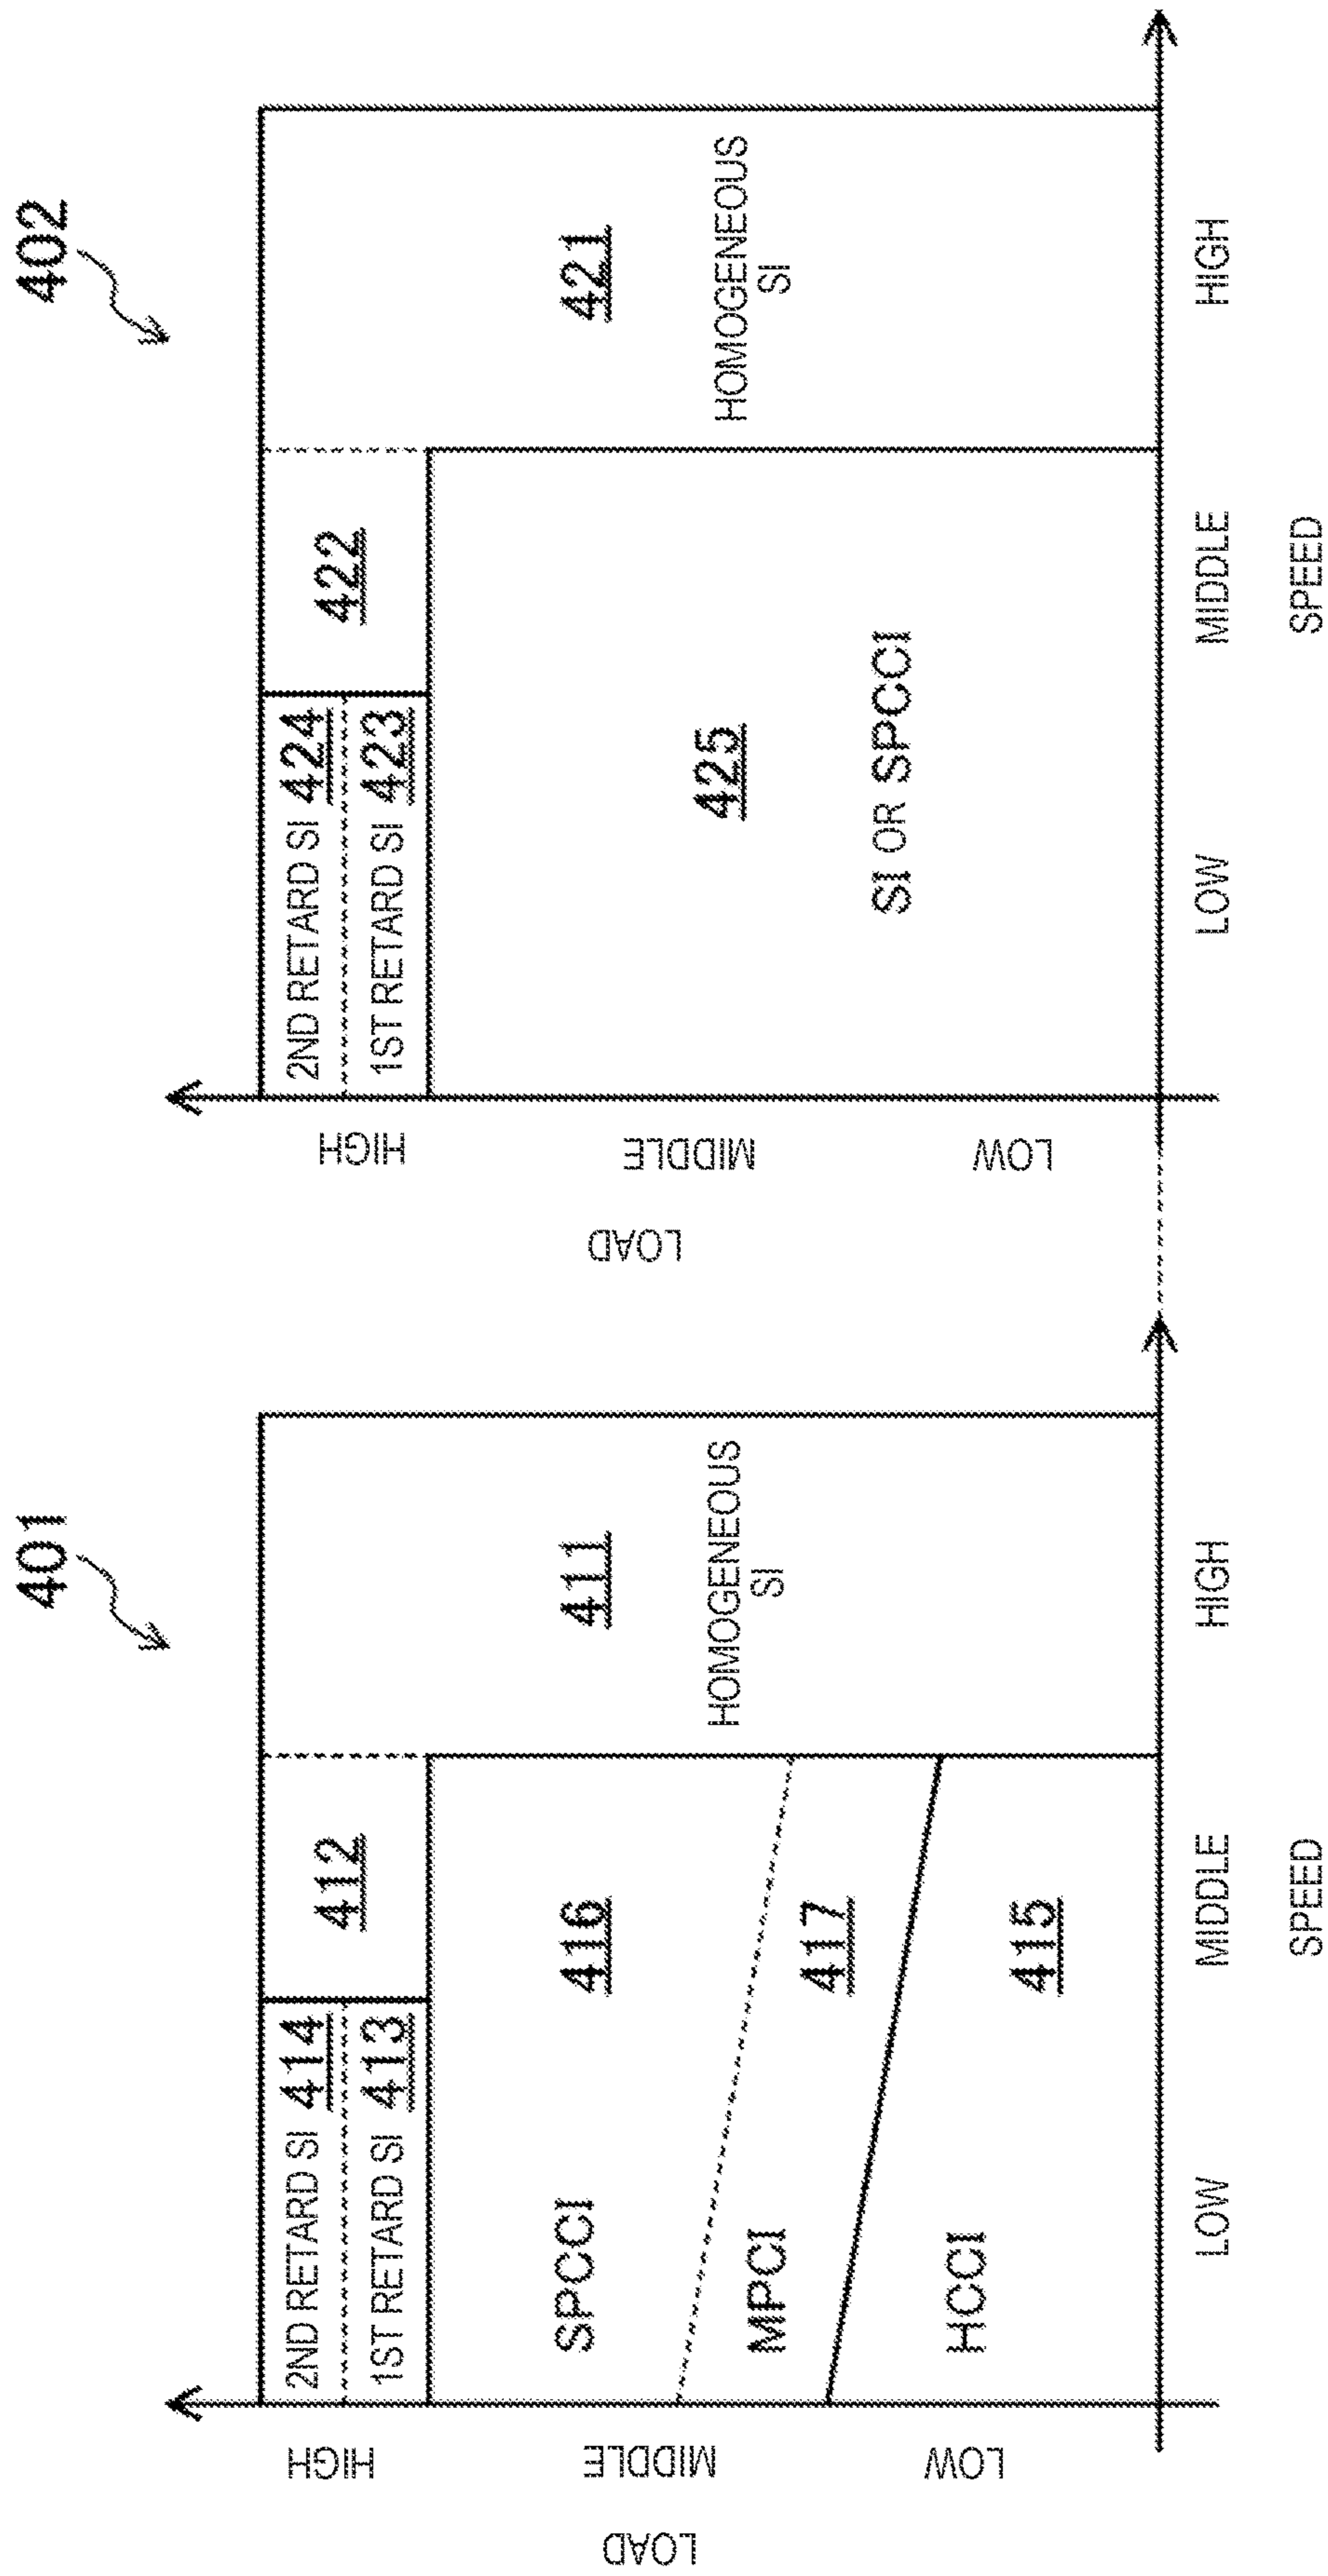 401
LOAD
HIGH
MIDDLE
LOW
2ND RETARD SI 414
1ST RETARD SI 413
412
SPCCI
416
MPCI
417
HCCI
415
411
HOMOGENEOUS
SI
LOW
MIDDLE
HIGH
SPEED
402
LOAD
HIGH
MIDDLE
LOW
2ND RETARD SI 424
1ST RETARD SI 423
422
425
SI OR SPCCI
421
HOMOGENEOUS
SI
LOW
MIDDLE
HIGH
SPEED